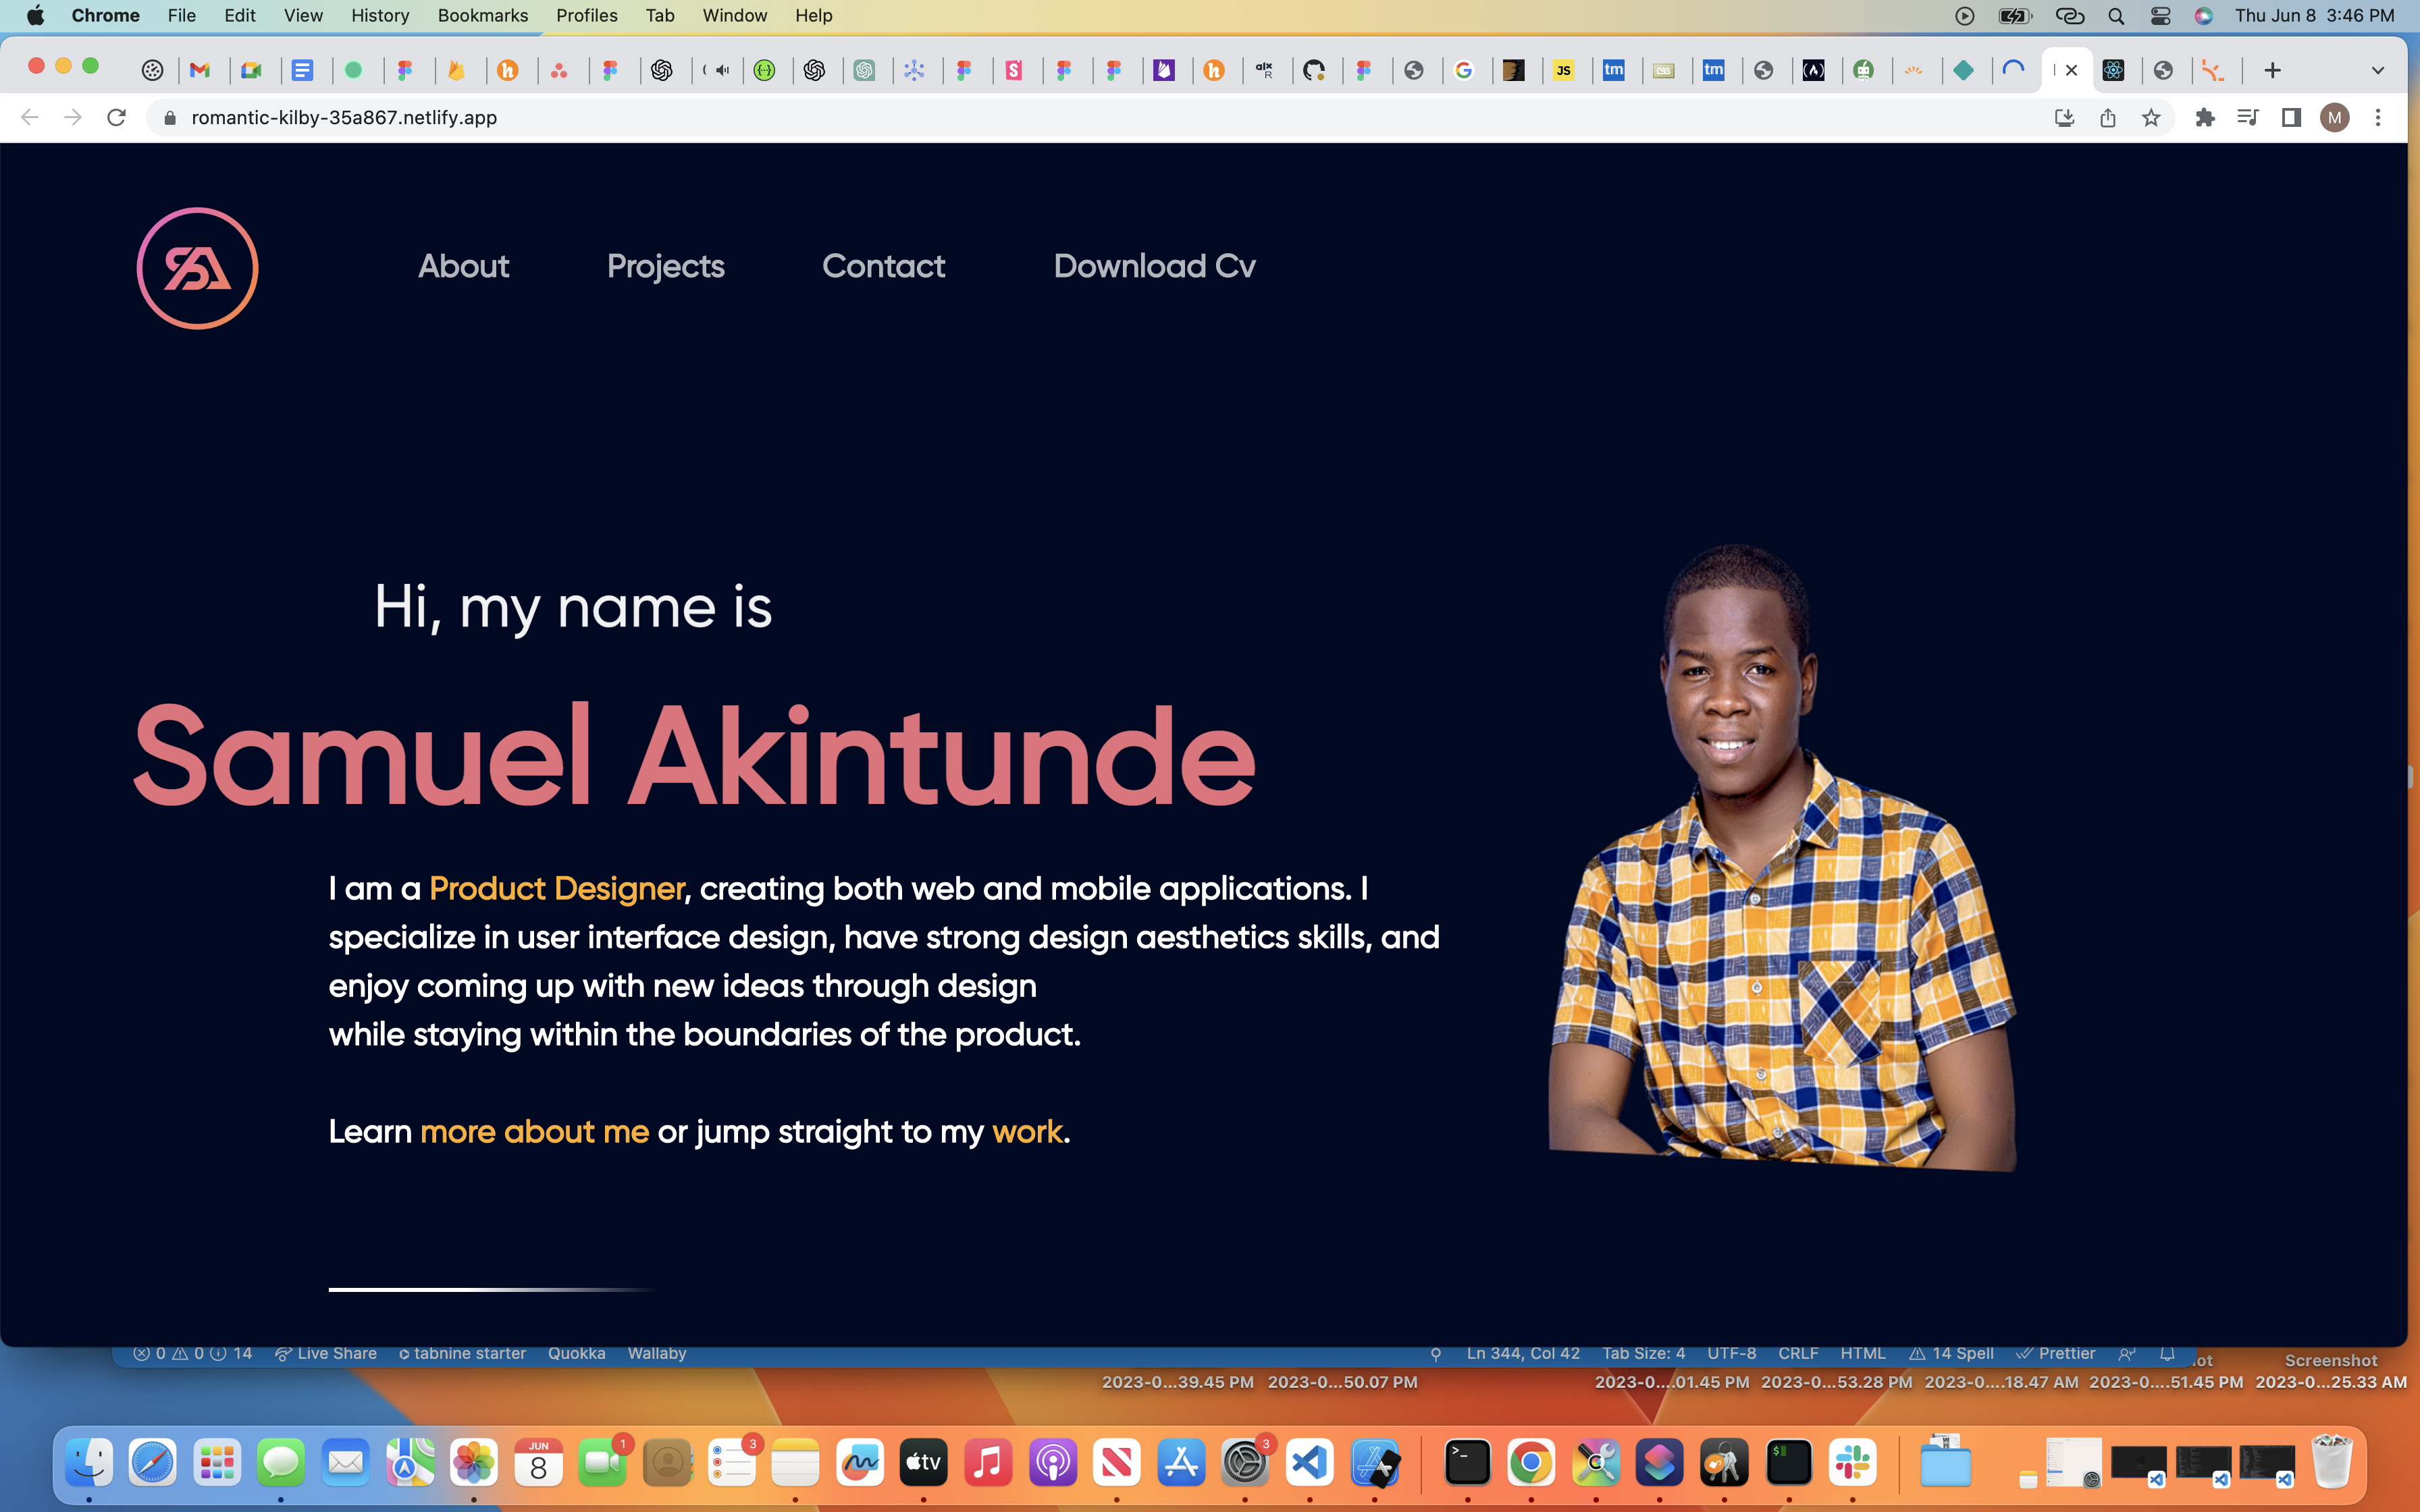 Chrome File Edit View History Bookmarks Profiles Tab Window Help Thu Jun 8 3:46 PM
romantic-kilby-35a867.netlify.app M
SA
About Projects Contact Download Cv
Hi, my name is
Samuel Akintunde
I am a Product Designer, creating both web and mobile applications. I
specialize in user interface design, have strong design aesthetics skills, and
enjoy coming up with new ideas through design
while staying within the boundaries of the product.
Learn more about me or jump straight to my work.
0 0 14 Live Share tabnine starter Quokka Wallaby Ln 344, Col 42 Tab Size: 4 UTF-8 CRLF HTML 14 Spell Prettier
Screenshot
2023-0...39.45 PM 2023-0...50.07 PM 2023-0....01.45 PM 2023-0...53.28 PM 2023-0....18.47 AM 2023-0....51.45 PM 2023-0...25.33 AM
JUN
8
1
3
tv
3